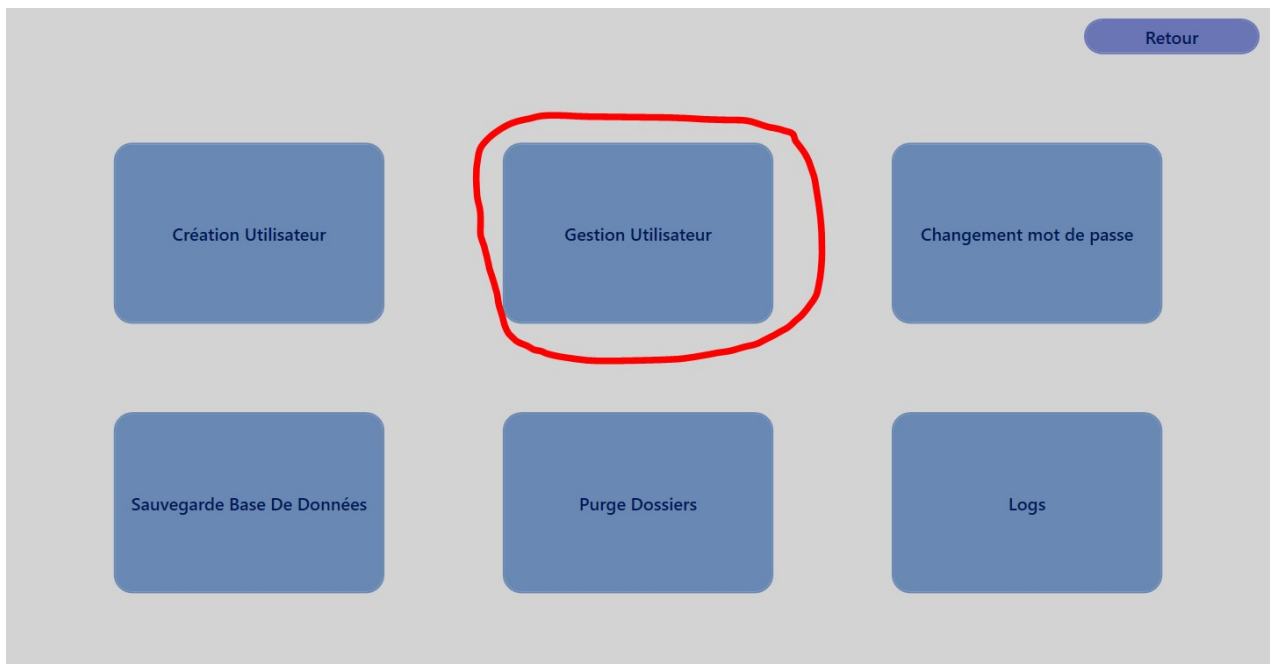 Retour
Création Utilisateur
Gestion Utilisateur
Changement mot de passe
Sauvegarde Base De Données
Purge Dossiers
Logs